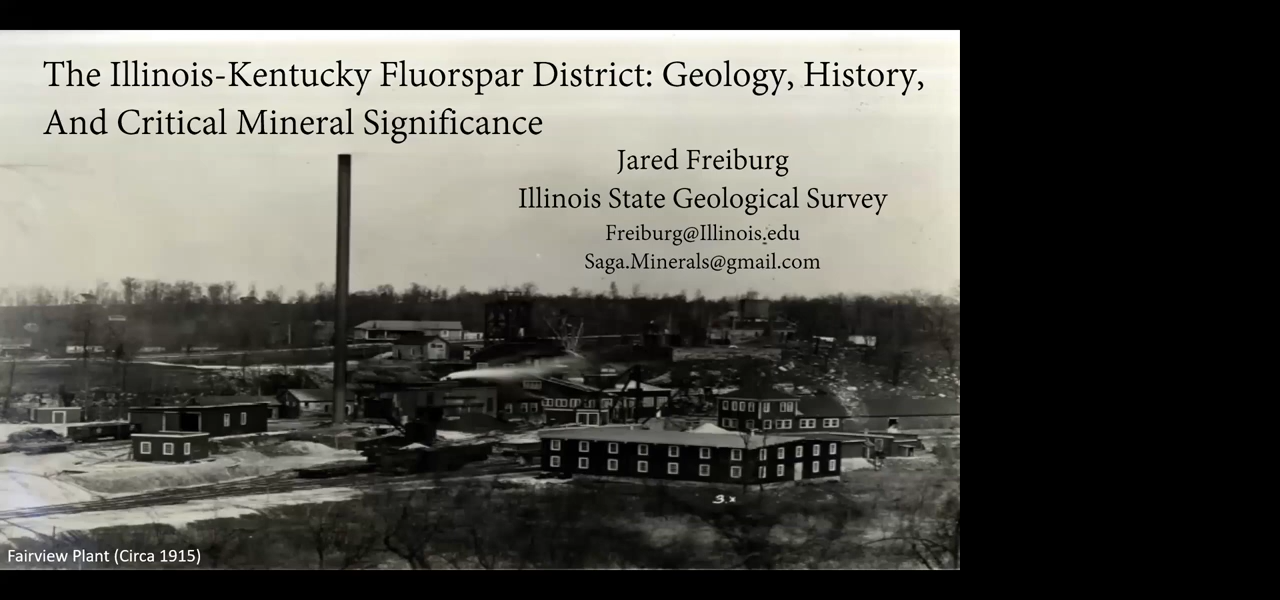 The Illinois-Kentucky Fluorspar District: Geology, History,
And Critical Mineral Significance
Jared Freiburg
Illinois State Geological Survey
Freiburg@Illinois.edu
Saga.Minerals@gmail.com
Fairview Plant (Circa 1915)